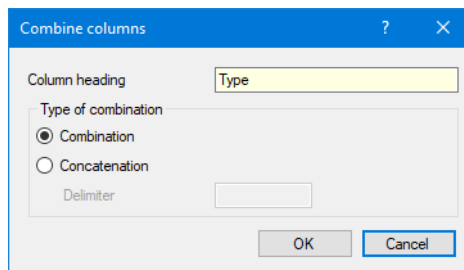 Combine columns ?
Column heading Type
Type of combination
Combination
Concatenation
Delimiter
OK Cancel